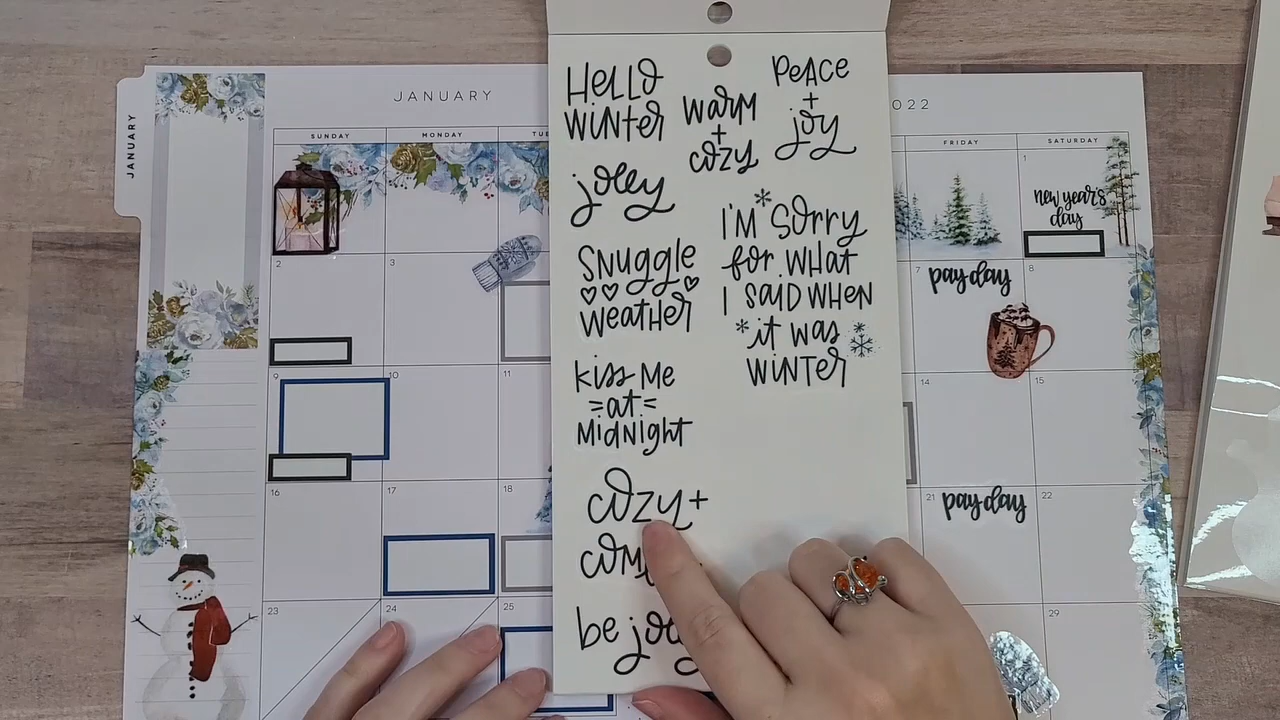 JANUARY
JANUARY
2022
SUNDAY
MONDAY
FRIDAY
SATURDAY
1
new year's
day
2
3
7
payday
8
9
10
11
14
15
16
17
18
21
payday
22
23
24
25
29
Hello
winter
warm
+
cozy
Peace
+
joy
jolly
Snuggle
weather
I'm Sorry
for what
I said when
it was
winter
kiss me
=at=
midnight
cozy +
be